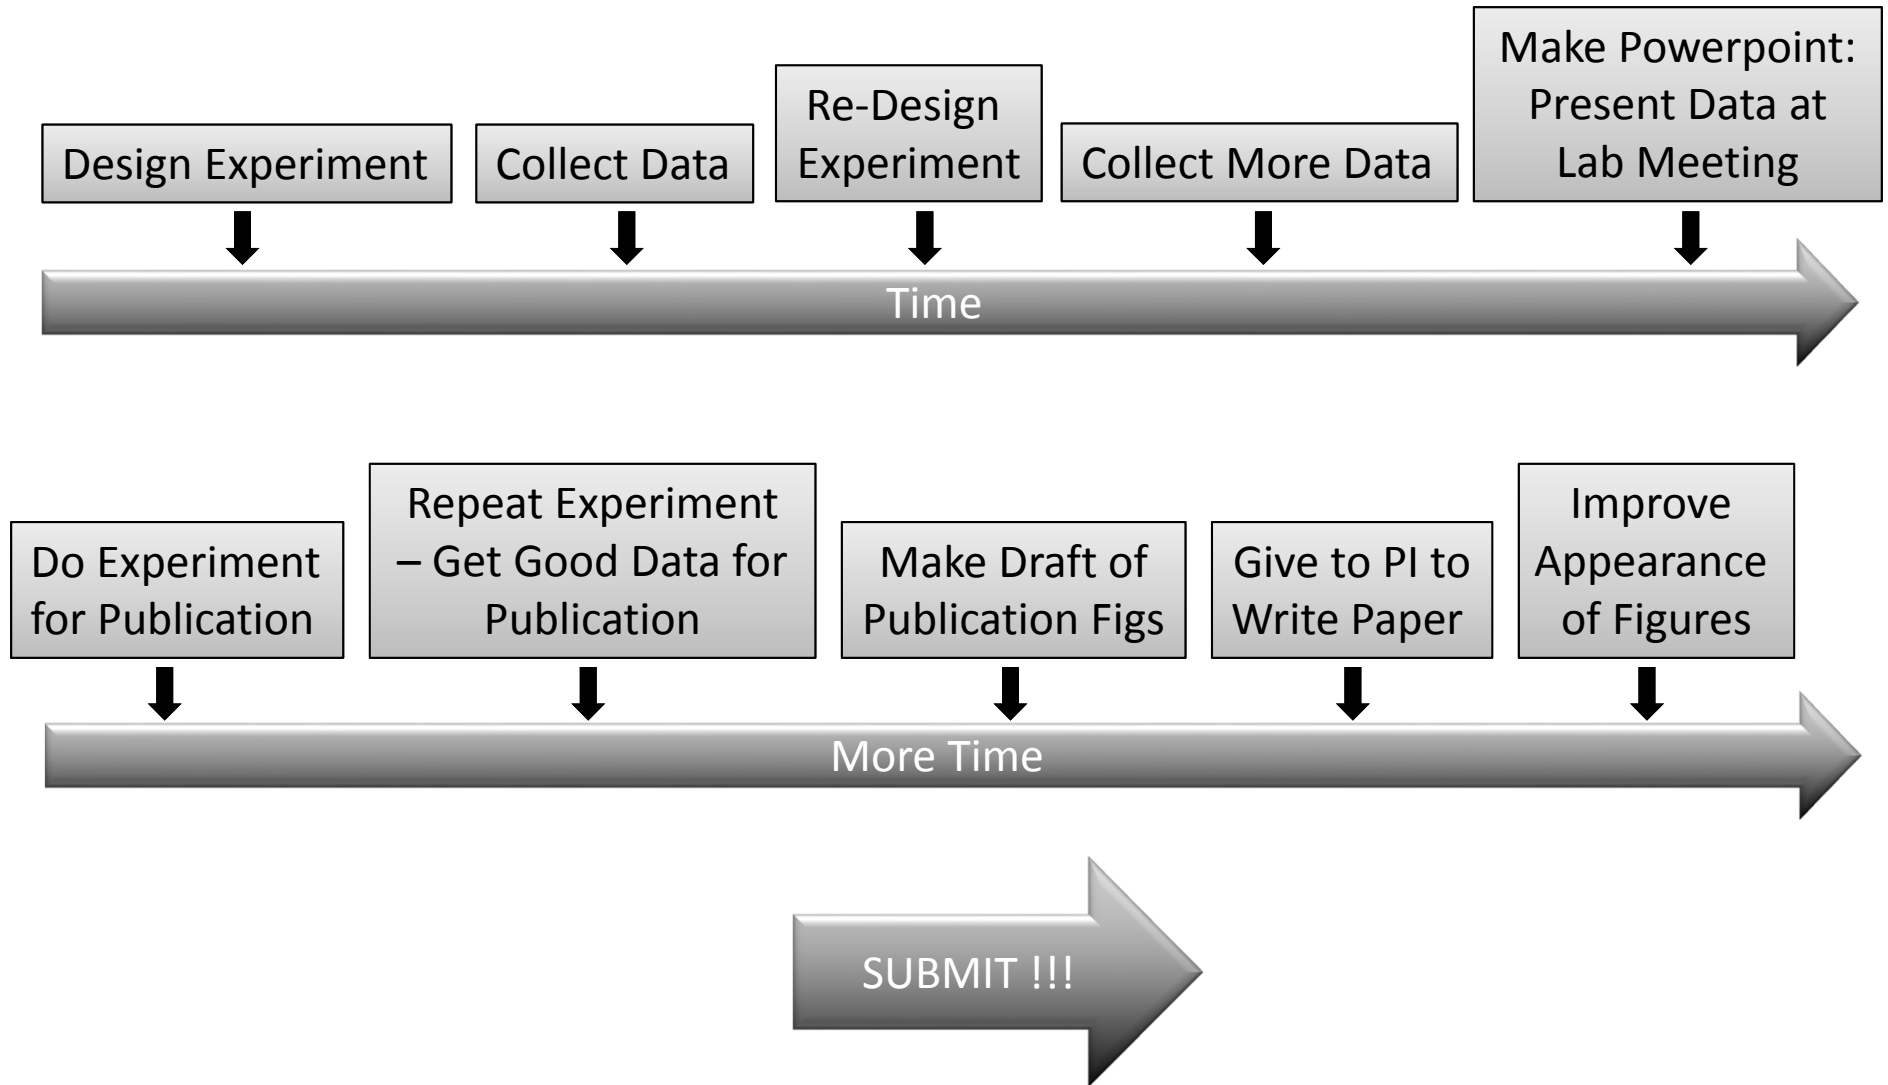 Design Experiment
Collect Data
Re-Design
Experiment
Collect More Data
Make Powerpoint:
Present Data at
Lab Meeting
Time
Do Experiment
for Publication
Repeat Experiment
– Get Good Data for
Publication
Make Draft of
Publication Figs
Give to PI to
Write Paper
Improve
Appearance
of Figures
More Time
SUBMIT !!!